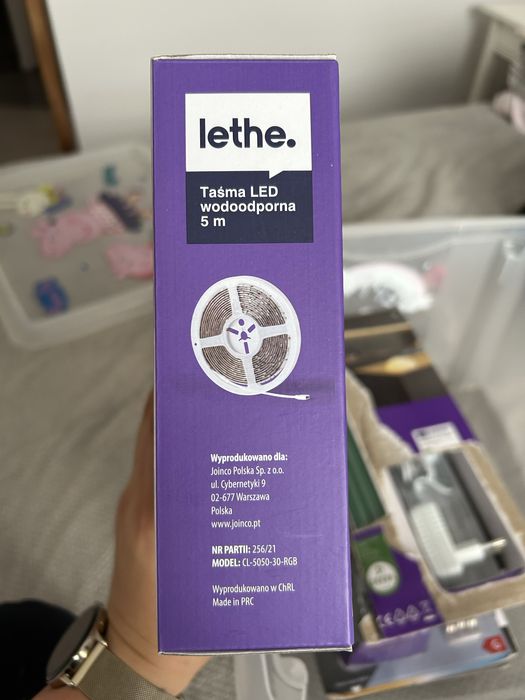 lethe.
Taśma LED
wodoodporna
5 m
Wyprodukowano dla:
Joinco Polska Sp. z o.o.
ul. Cybernetyki 9
02-677 Warszawa
Polska
www.joinco.pt
NR PARTII: 256/21
MODEL: CL-5050-30-RGB
Wyprodukowano w ChRL
Made in PRC